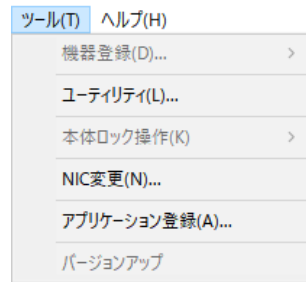 ツール(T) ヘルプ(H)
機器登録(D)...
ユーティリティ(L)...
本体ロック操作(K)
NIC変更(N)...
アプリケーション登録(A)...
バージョンアップ